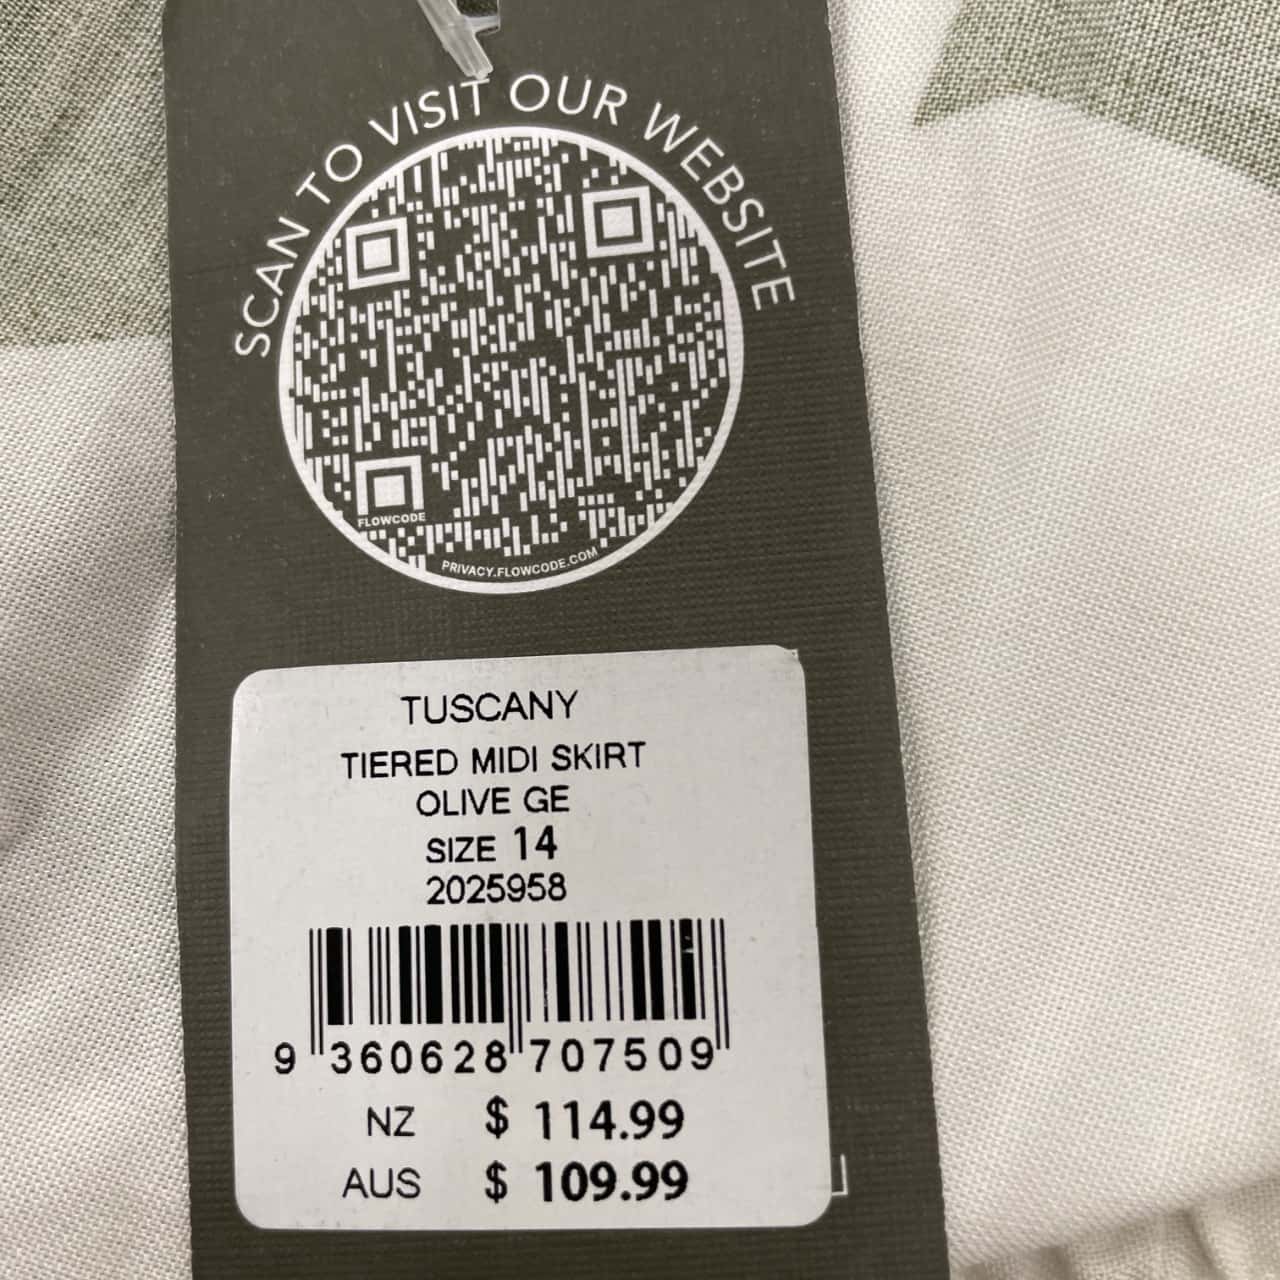 SCAN TO VISIT OUR WEBSITE
FLOWCODE
PRIVACY.FLOWCODE.COM
TUSCANY
TIERED MIDI SKIRT
OLIVE GE
SIZE 14
2025958
9 360628 707509
NZ $ 114.99
AUS $ 109.99